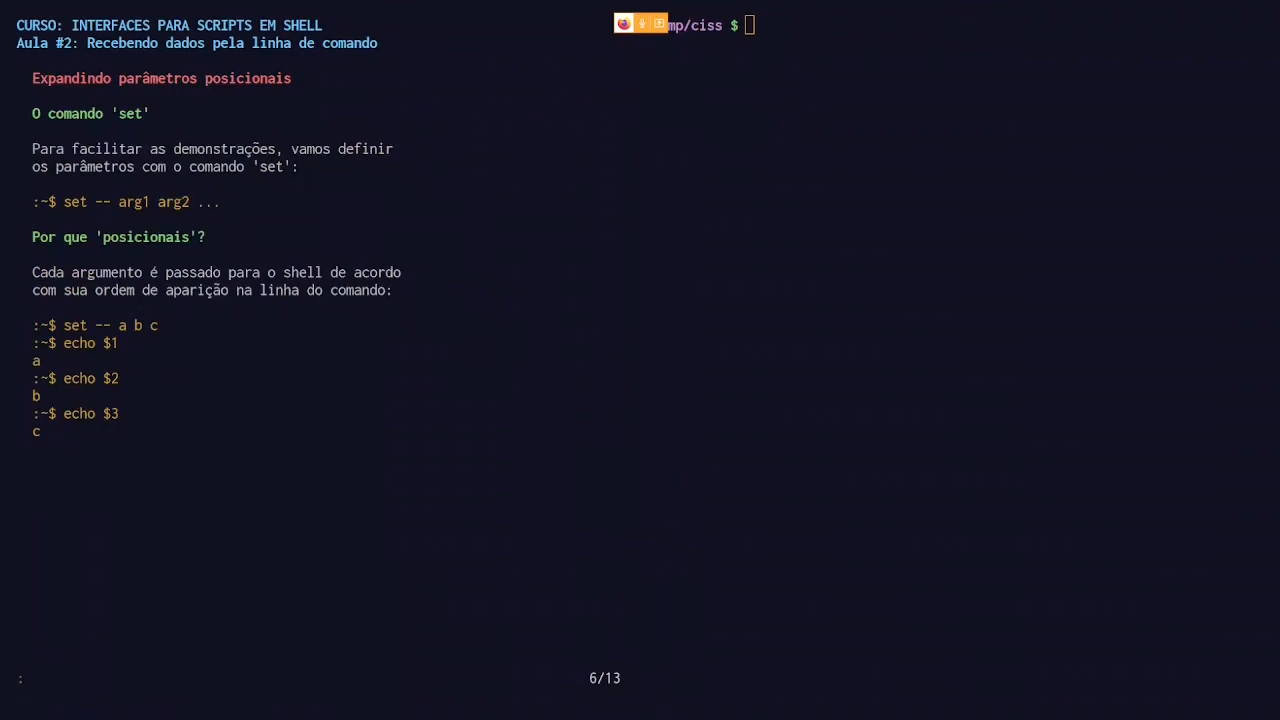 CURSO: INTERFACES PARA SCRIPTS EM SHELL
Aula #2: Recebendo dados pela linha de comando
Expandindo parâmetros posicionais
O comando 'set'
Para facilitar as demonstrações, vamos definir
os parâmetros com o comando 'set':
:~$ set -- arg1 arg2 ...
Por que 'posicionais'?
Cada argumento é passado para o shell de acordo
com sua ordem de aparição na linha do comando:
:~$ set -- a b c
:~$ echo $1
a
:~$ echo $2
b
:~$ echo $3
c
:
6/13
mp/ciss $